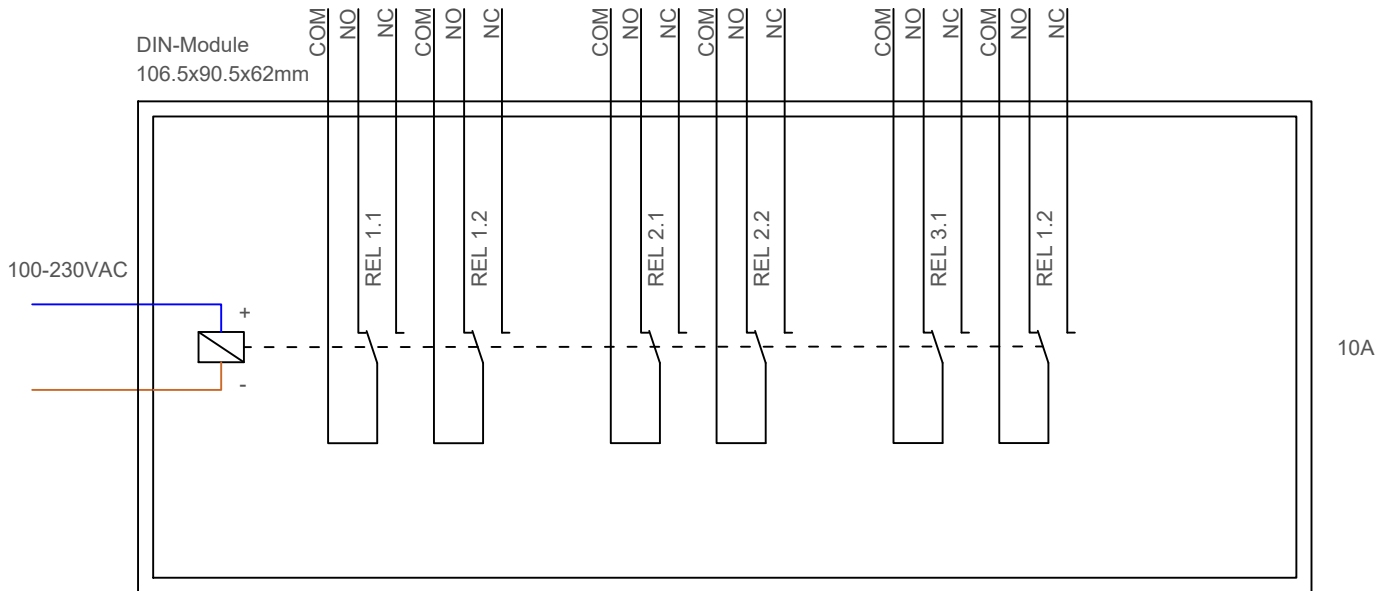 COM NO NC COM NO NC COM NO NC COM NO NC COM NO NC COM NO NC
DIN-Module
106.5x90.5x62mm
REL 1.1 REL 1.2 REL 2.1 REL 2.2 REL 3.1 REL 1.2
100-230VAC
+
10A
-